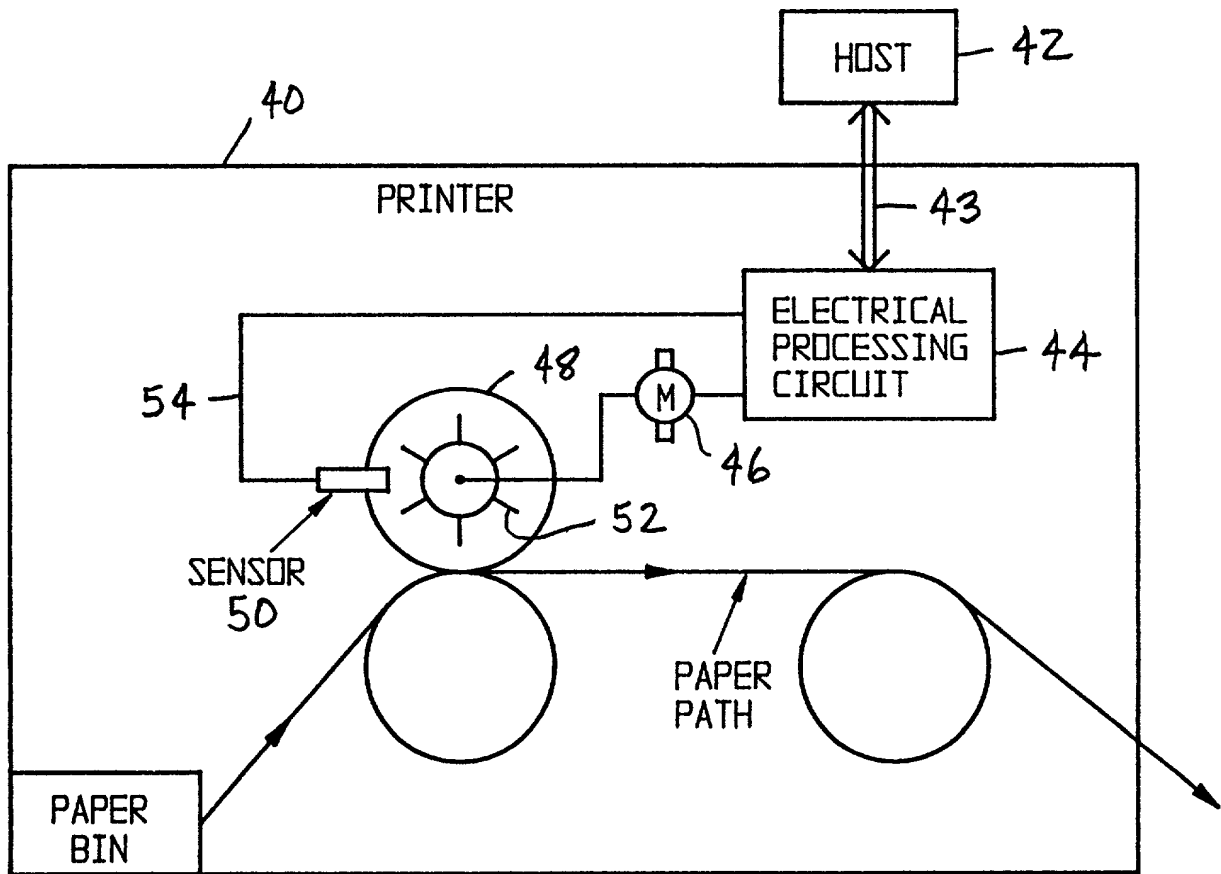 HOST
42
40
PRINTER
43
ELECTRICAL
PROCESSING
CIRCUIT
44
48
M
54
46
52
SENSOR
50
PAPER
PATH
PAPER
BIN